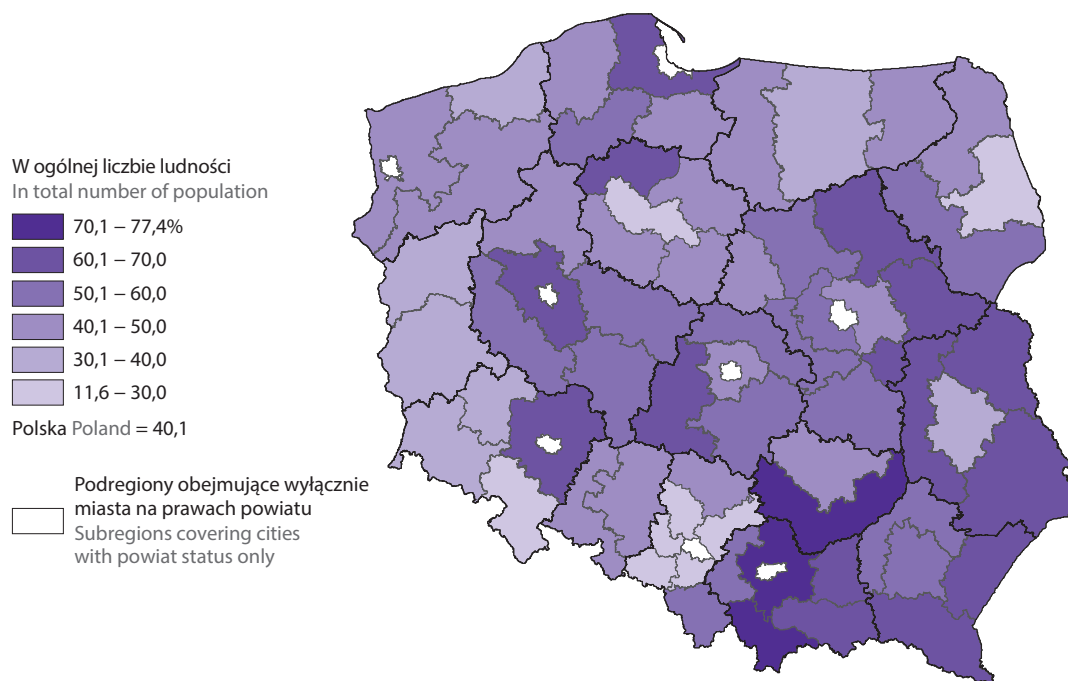 W ogólnej liczbie ludności
In total number of population
70,1 – 77,4%
60,1 – 70,0
50,1 – 60,0
40,1 – 50,0
30,1 – 40,0
11,6 – 30,0
Polska Poland = 40,1
Podregiony obejmujące wyłącznie
miasta na prawach powiatu
Subregions covering cities
with powiat status only